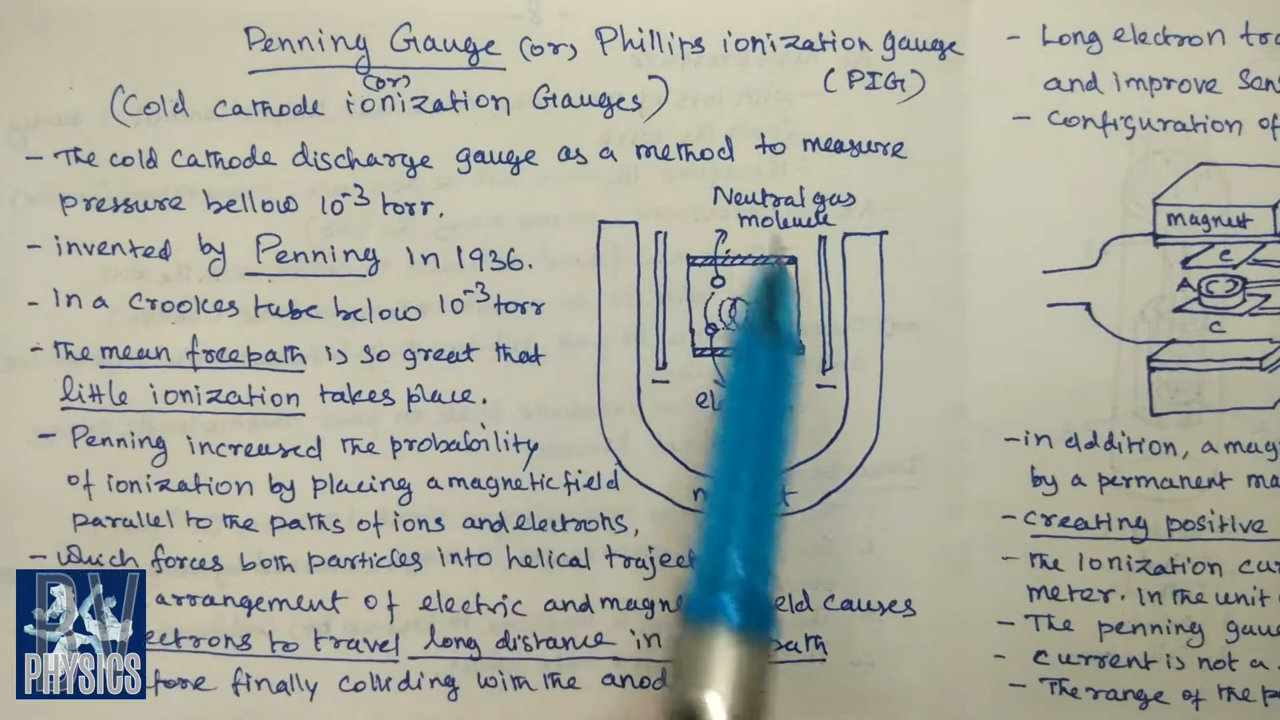 Penning Gauge (or) Phillips ionization gauge
(or)
(PIG)
(Cold cathode ionization Gauges)
- The cold cathode discharge gauge as a method to measure
pressure bellow 10⁻³ torr.
- invented by Penning in 1936.
- In a Crookes tube below 10⁻³ torr
- The mean freepath is so great that
little ionization takes place.
- Penning increased the probability
of ionization by placing a magnetic field
parallel to the paths of ions and electrons,
- which forces both particles into helical
arrangement of electric and causes
to travel long distance in
finally colliding with the
Neutral gas
molecule
- Long electron
and improve
- Configuration of
magnet
C
A
C
- in addition, a
by a permanent
- creating positive
- The Ionization
meter. In the unit
- The penning
- Current is not a
- The range of the
PV
PHYSICS